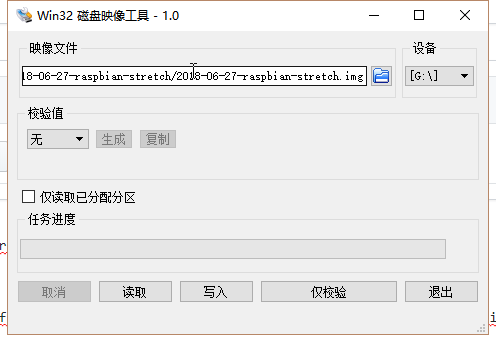 Win32 磁盘映像工具 - 1.0
映像文件
设备
18-06-27-raspbian-stretch/2018-06-27-raspbian-stretch.img
[G:\]
校验值
无
生成
复制
仅读取已分配分区
任务进度
取消
读取
写入
仅校验
退出